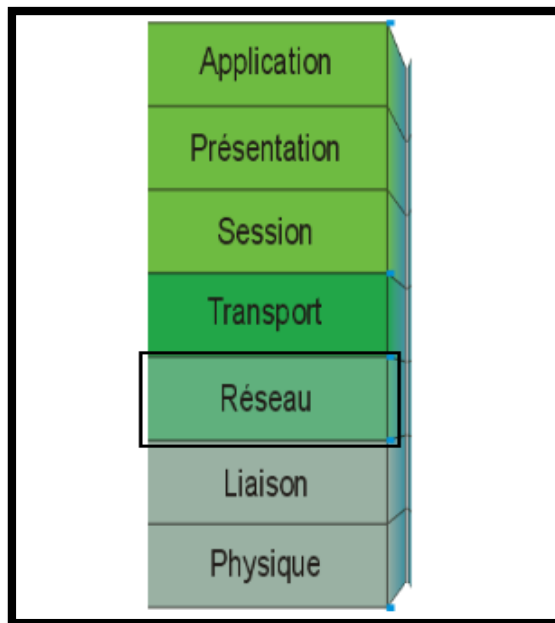 Application
Présentation
Session
Transport
Réseau
Liaison
Physique